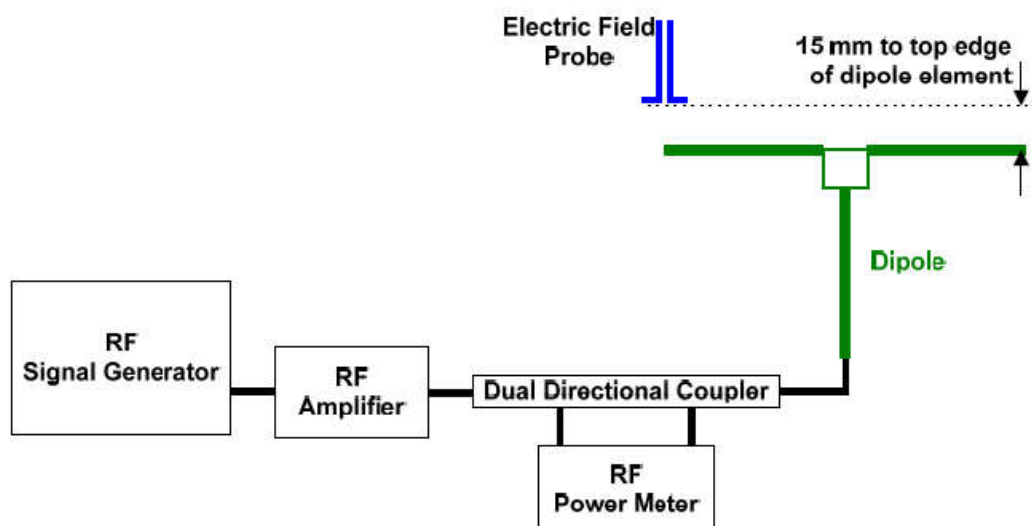 Electric Field
Probe
15 mm to top edge
of dipole element
Dipole
RF
Signal Generator
RF
Amplifier
Dual Directional Coupler
RF
Power Meter